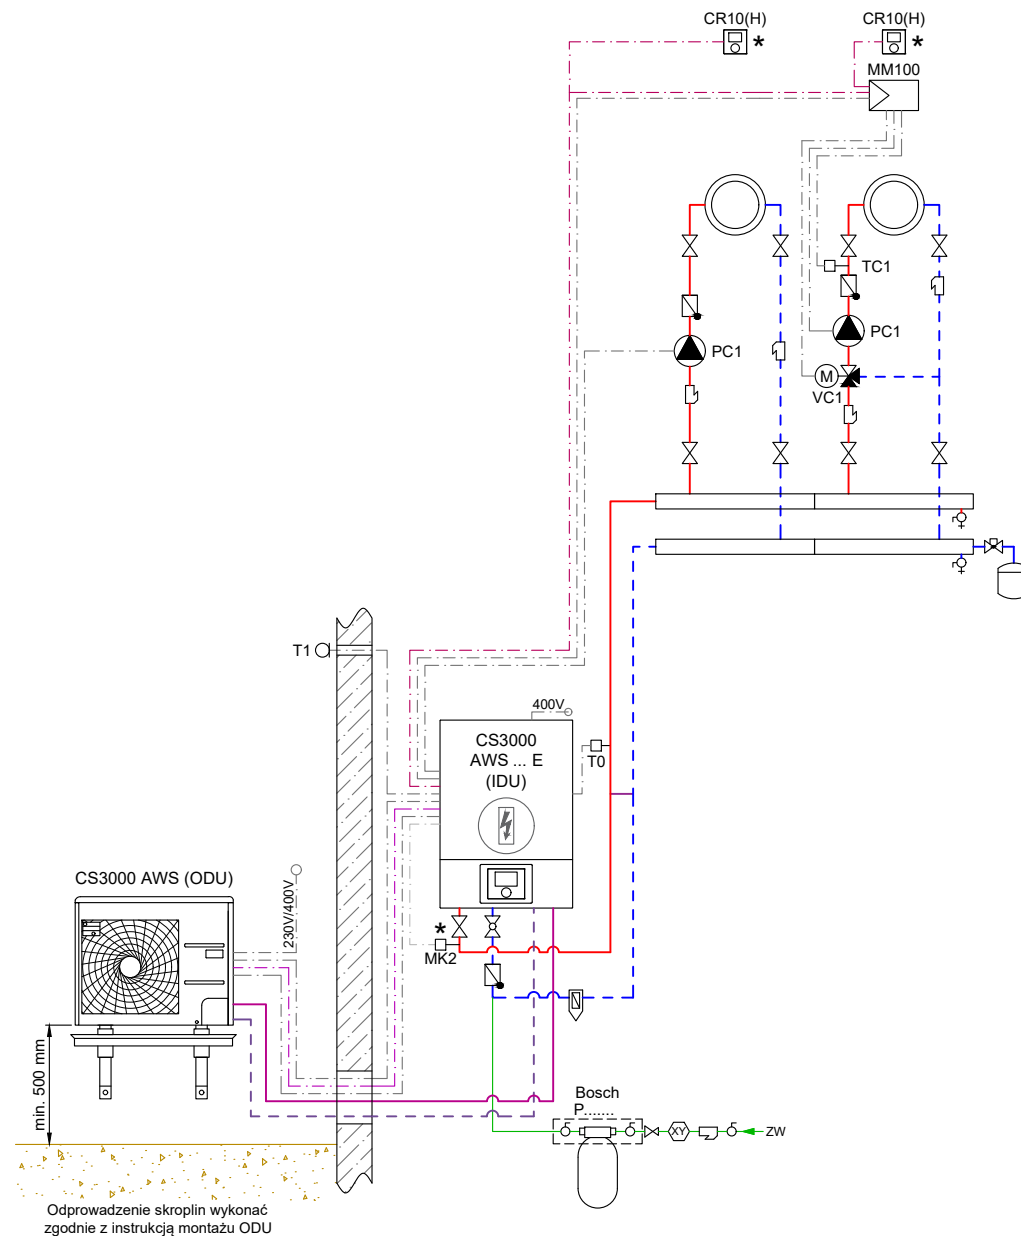 CR10(H)
*
CR10(H)
*
MM100
TC1
PC1
PC1
M
VC1
T1
400V
CS3000
AWS ... E
(IDU)
T0
CS3000 AWS (ODU)
230V/400V
*
MK2
min. 500 mm
Bosch
P.......
XY
ZW
Odprowadzenie skroplin wykonać
zgodnie z instrukcją montażu ODU